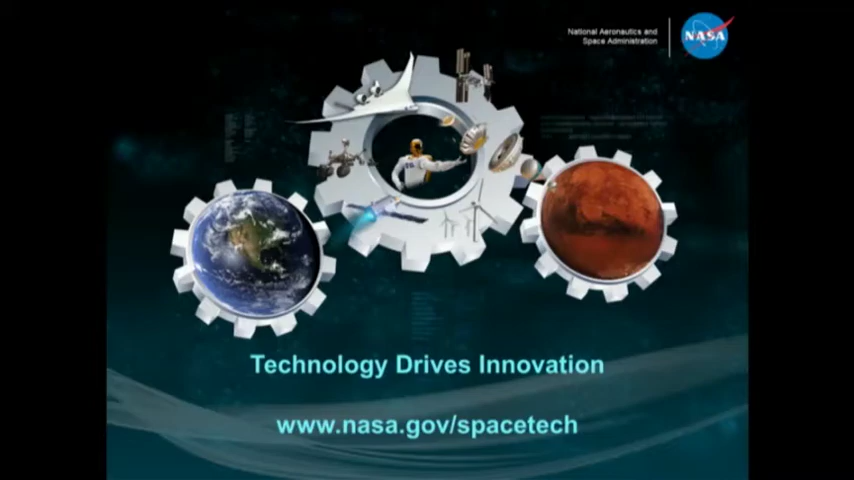 National Aeronautics and
Space Administration
NASA
Technology Drives Innovation
www.nasa.gov/spacetech